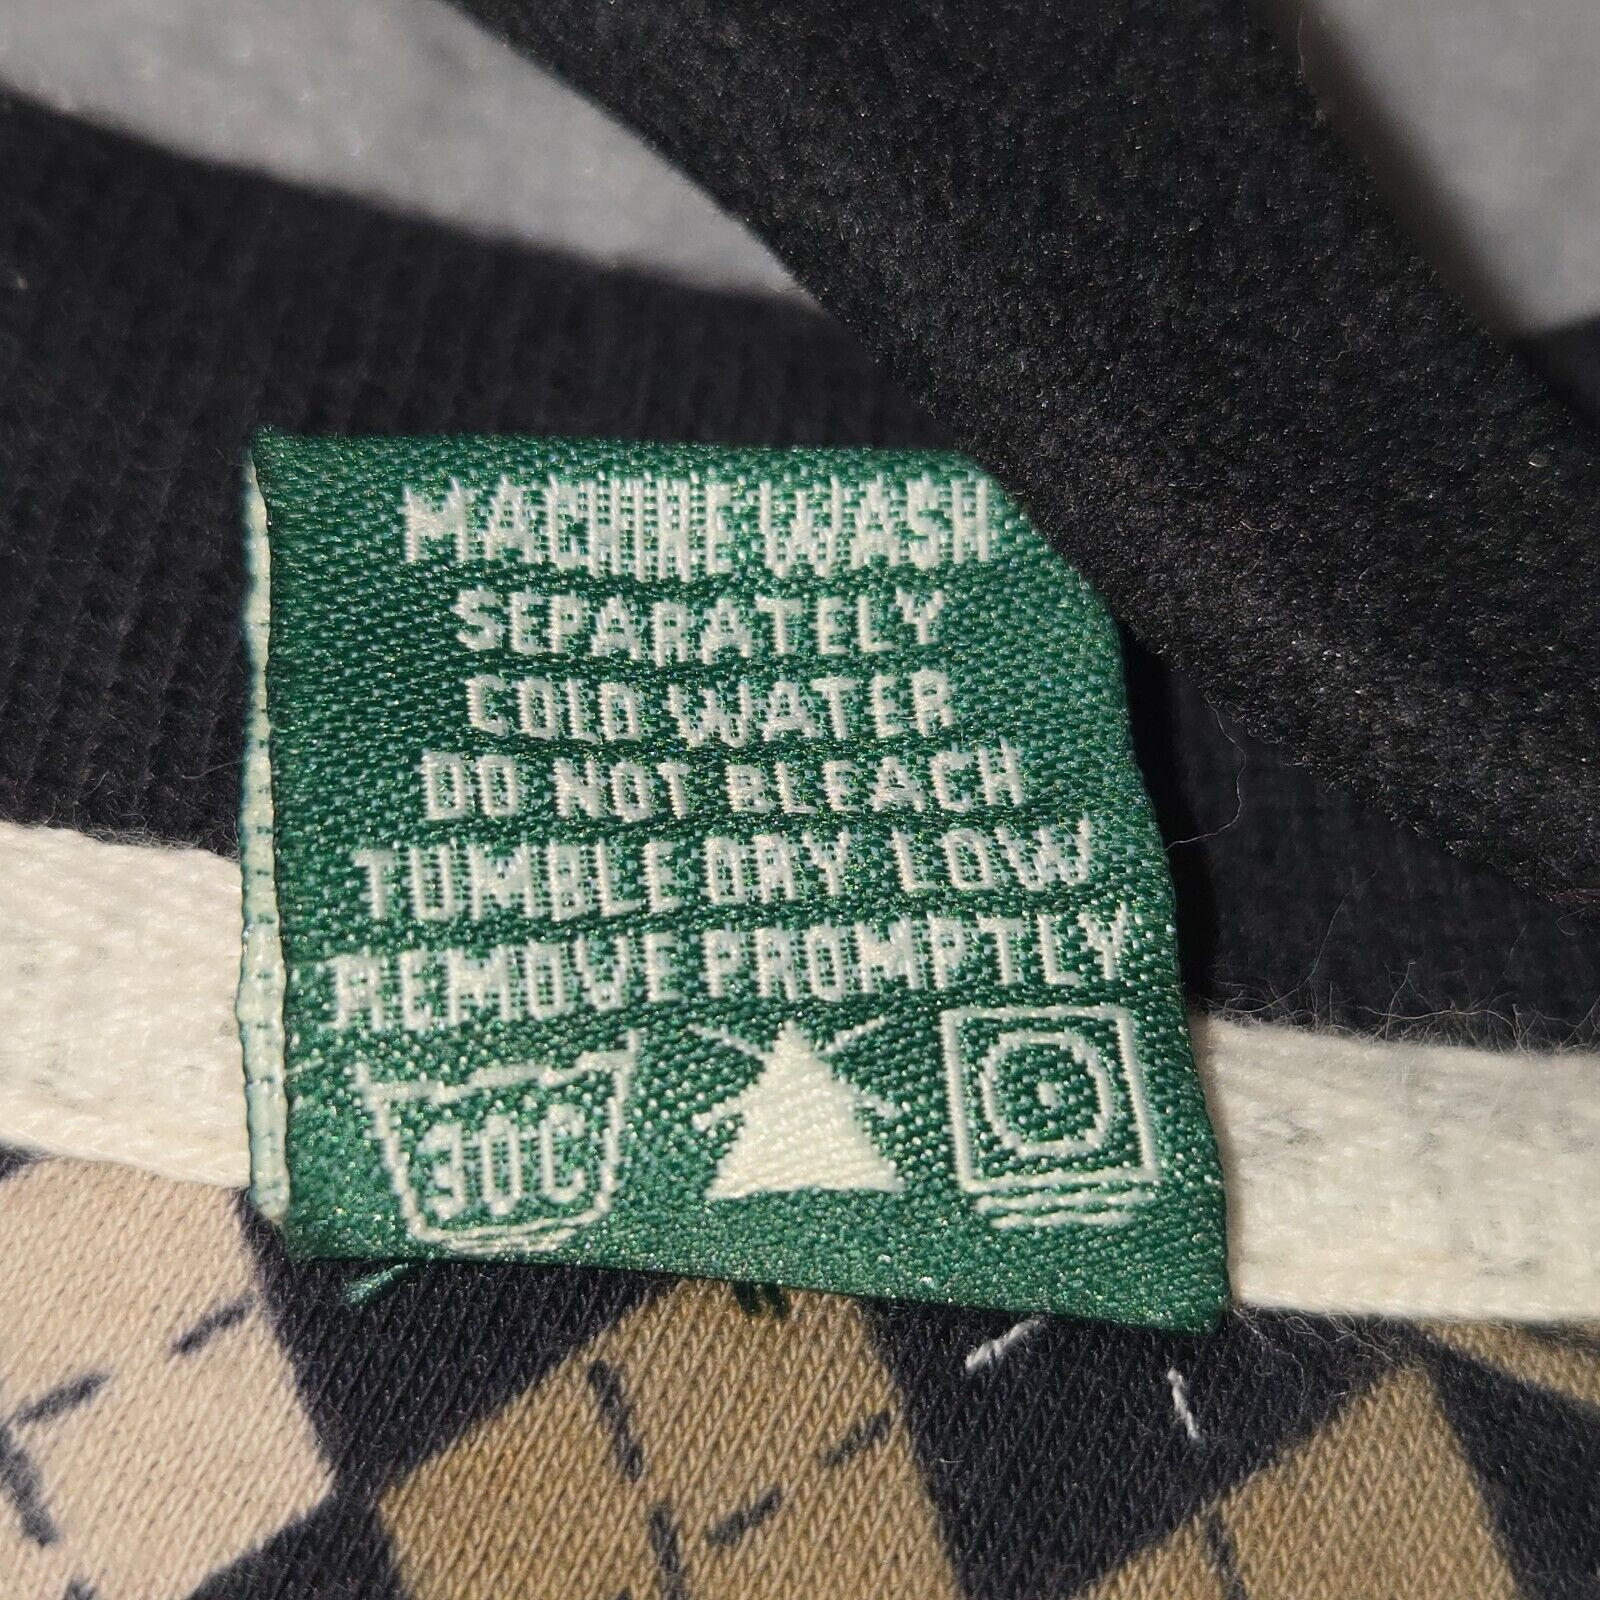 MACHINE WASH
SEPARATELY
COLD WATER
DO NOT BLEACH
TUMBLE DRY LOW
REMOVE PROMPTLY
30C